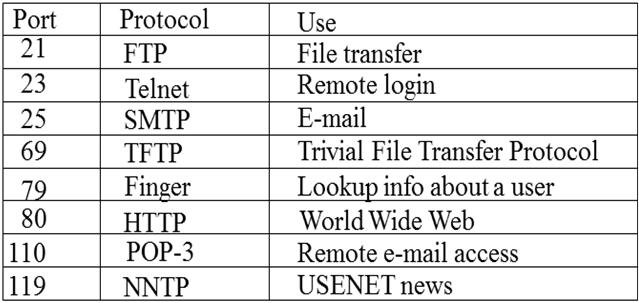 Port Protocol Use
21 FTP File transfer
23 Telnet Remote login
25 SMTP E-mail
69 TFTP Trivial File Transfer Protocol
79 Finger Lookup info about a user
80 HTTP World Wide Web
110 POP-3 Remote e-mail access
119 NNTP USENET news